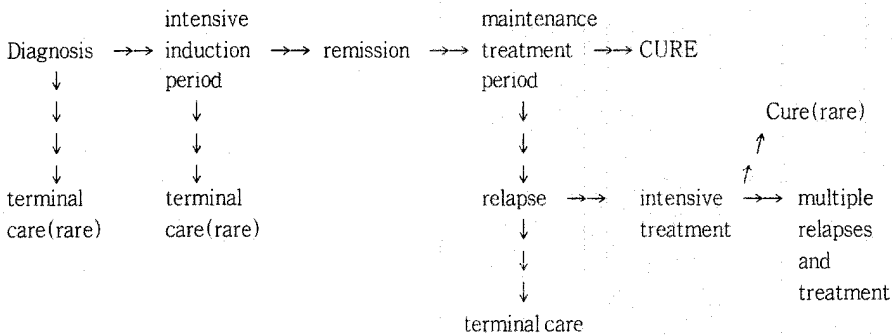 intensive maintenance
Diagnosis →→ induction →→ remission →→ treatment →→ CURE
period period
Cure(rare)
terminal terminal relapse →→ intensive →→ multiple
care(rare) care(rare) treatment relapses
and
treatment
terminal care